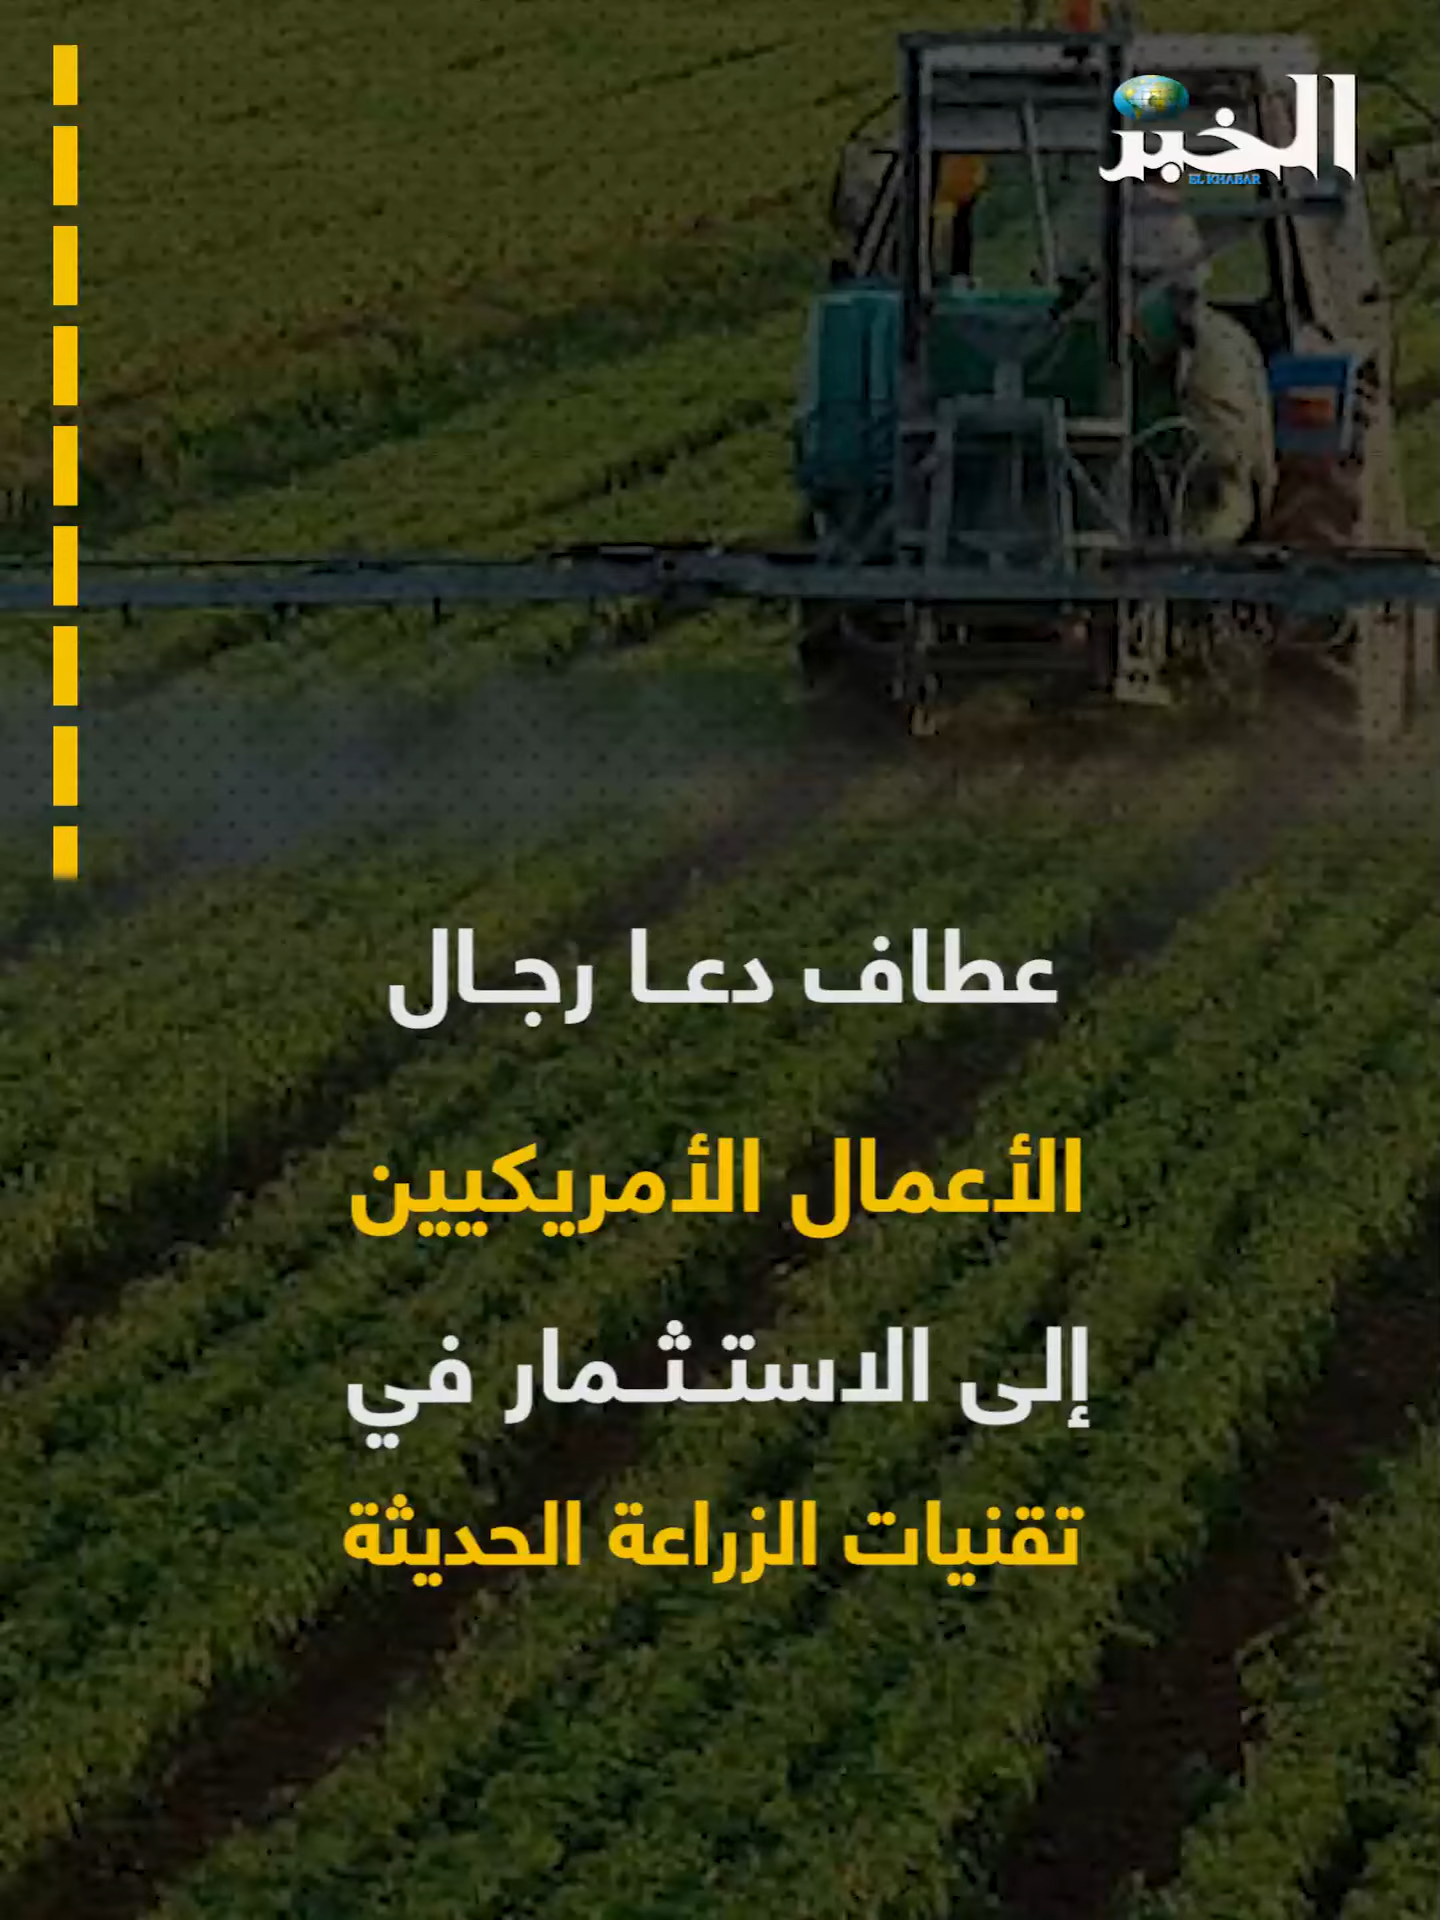 الخبر
EL KHABAR
عطاف دعا رجال
الأعمال الأمريكيين
إلى الاستثمار في
تقنيات الزراعة الحديثة